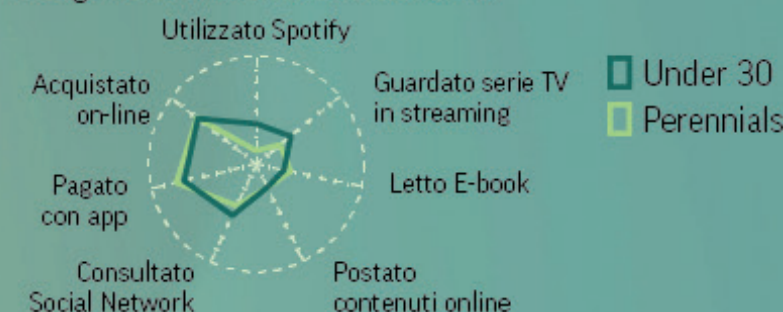 Utilizzato Spotify
Acquistato
on-line
Guardato serie TV
in streaming
Under 30
Perennials
Pagato
con app
Letto E-book
Consultato
Social Network
Postato
contenuti online